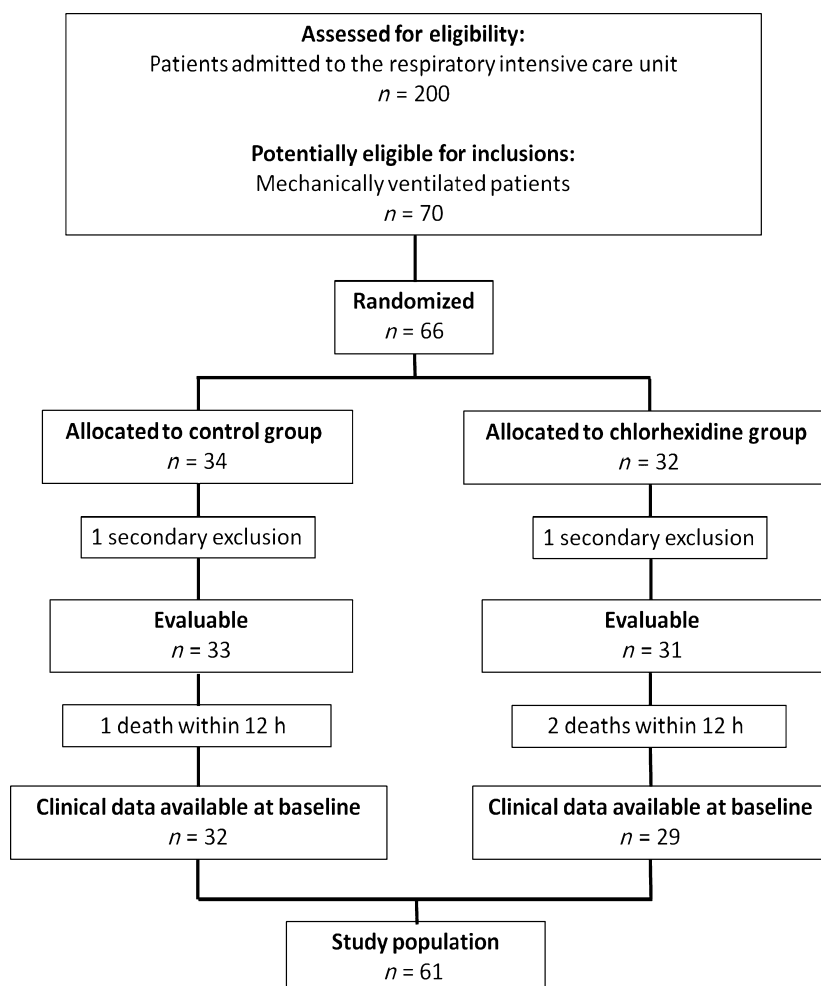 Assessed for eligibility:
Patients admitted to the respiratory intensive care unit
n = 200
Potentially eligible for inclusions:
Mechanically ventilated patients
n = 70
Randomized
n = 66
Allocated to control group
n = 34
1 secondary exclusion
Evaluable
n = 33
1 death within 12 h
Clinical data available at baseline
n = 32
Allocated to chlorhexidine group
n = 32
1 secondary exclusion
Evaluable
n = 31
2 deaths within 12 h
Clinical data available at baseline
n = 29
Study population
n = 61